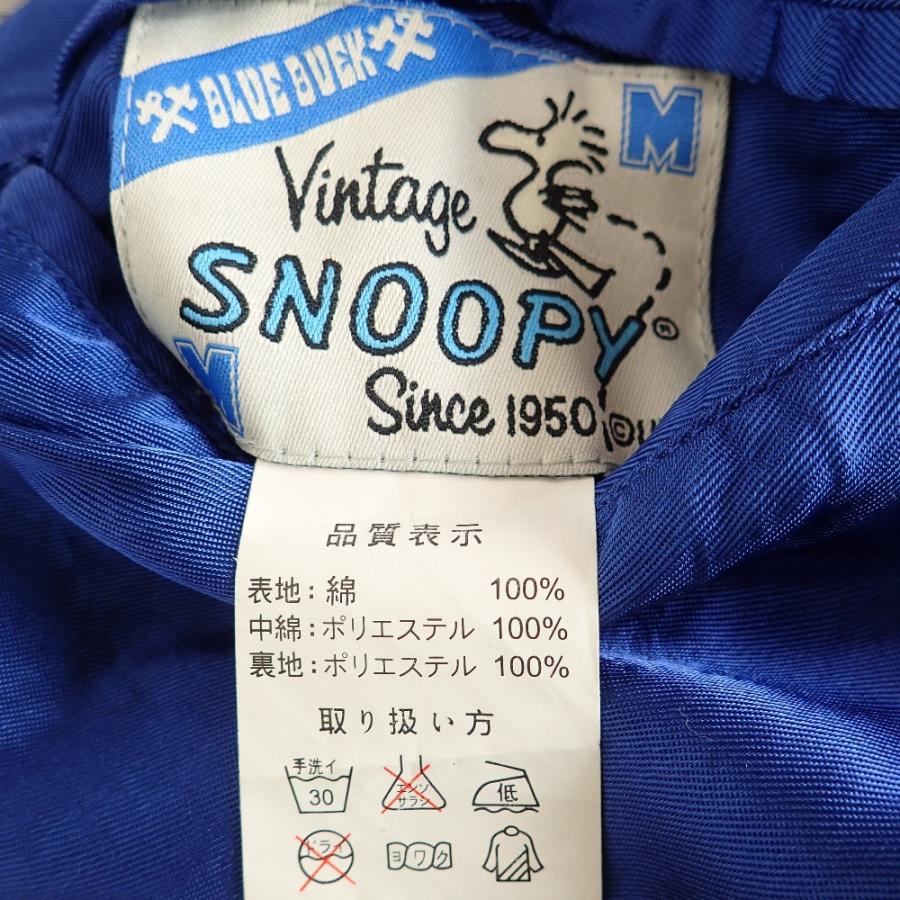 BLUE DUCK
M
Vintage
SNOOPY®
M
Since 1950
©U
品質表示
表地:綿 100%
中綿:ポリエステル 100%
裏地:ポリエステル 100%
取り扱い方
手洗イ
30
エンソ
サラシ
低
ドライ
ヨワク